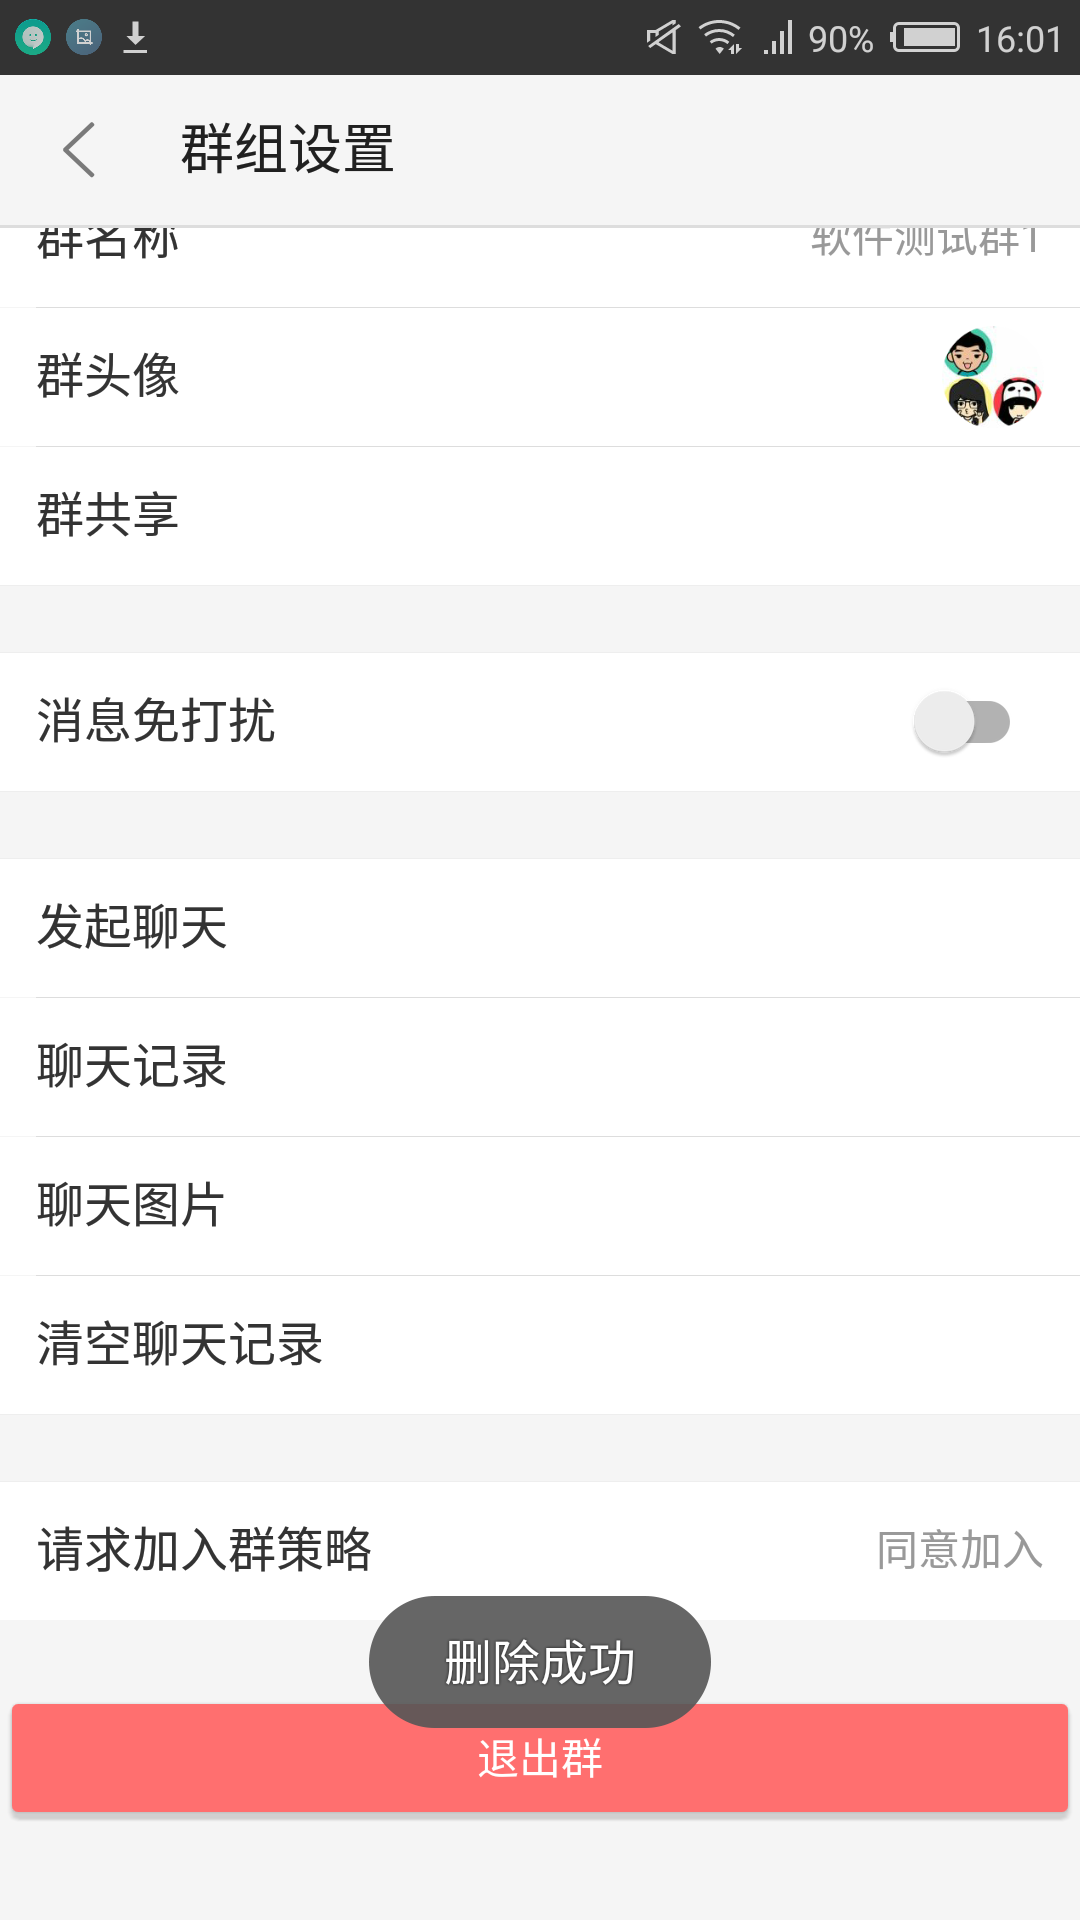 90% 16:01
群组设置
群名称 软件测试群1
群头像
群共享
消息免打扰
发起聊天
聊天记录
聊天图片
清空聊天记录
请求加入群策略 同意加入
删除成功
退出群